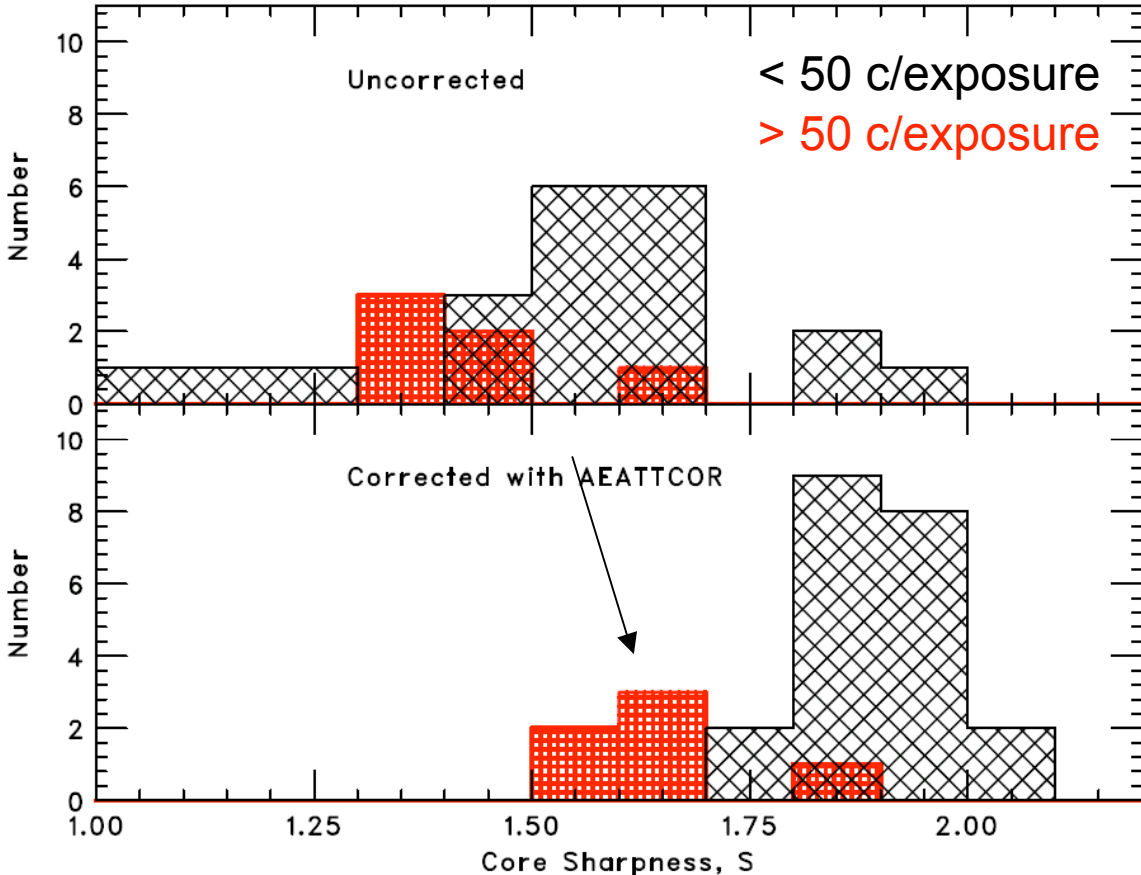 10
8
6
4
2
0
Number
Uncorrected
< 50 c/exposure
> 50 c/exposure
10
8
6
4
2
0
Number
Corrected with AEATTCOR
1.00 1.25 1.50 1.75 2.00
Core Sharpness, S